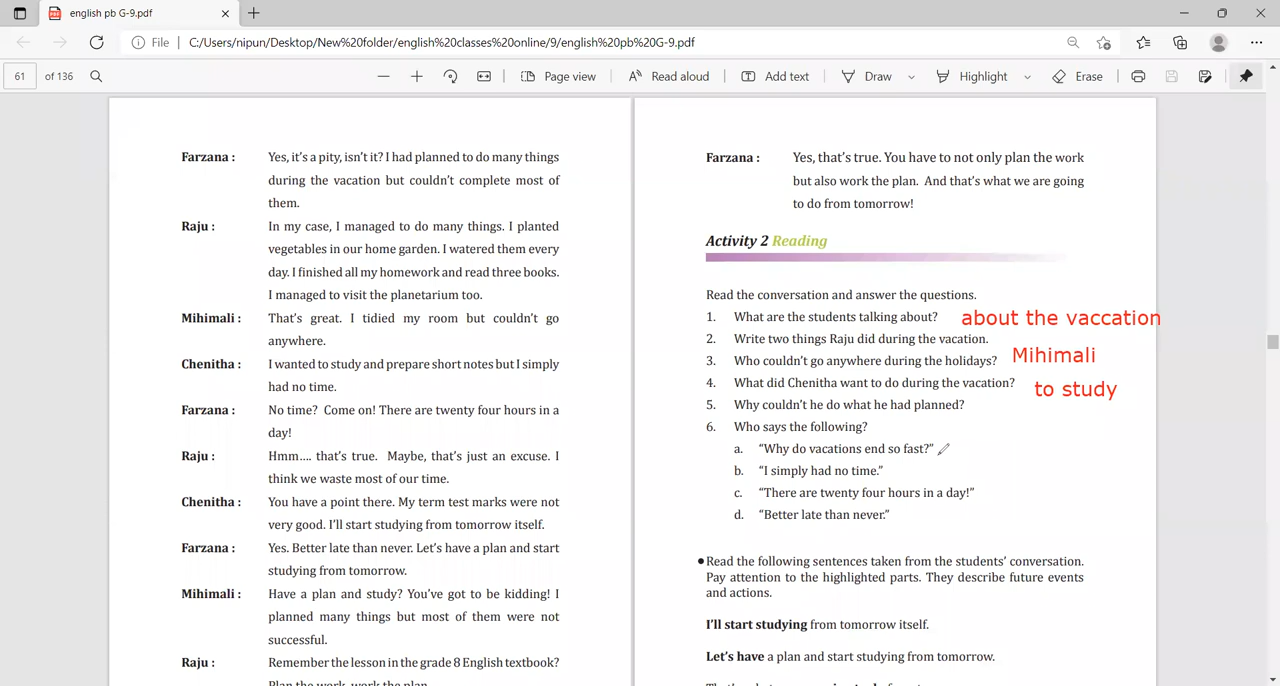 english pb G-9.pdf
File | C:/Users/nipun/Desktop/New%20folder/english%20classes%20online/9/english%20pb%20G-9.pdf
61 of 136 Page view Read aloud Add text Draw Highlight Erase
Farzana : Yes, it's a pity, isn't it? I had planned to do many things
during the vacation but couldn't complete most of
them.
Raju : In my case, I managed to do many things. I planted
vegetables in our home garden. I watered them every
day. I finished all my homework and read three books.
I managed to visit the planetarium too.
Mihimali : That's great. I tidied my room but couldn't go
anywhere.
Chenitha : I wanted to study and prepare short notes but I simply
had no time.
Farzana : No time? Come on! There are twenty four hours in a
day!
Raju : Hmm.... that's true. Maybe, that's just an excuse. I
think we waste most of our time.
Chenitha : You have a point there. My term test marks were not
very good. I'll start studying from tomorrow itself.
Farzana : Yes. Better late than never. Let's have a plan and start
studying from tomorrow.
Mihimali : Have a plan and study? You've got to be kidding! I
planned many things but most of them were not
successful.
Raju : Remember the lesson in the grade 8 English textbook?
Plan the work, work the plan.
Farzana : Yes, that's true. You have to not only plan the work
but also work the plan. And that's what we are going
to do from tomorrow!
Activity 2 Reading
Read the conversation and answer the questions.
1. What are the students talking about? about the vaccation
2. Write two things Raju did during the vacation.
3. Who couldn't go anywhere during the holidays? Mihimali
4. What did Chenitha want to do during the vacation? to study
5. Why couldn't he do what he had planned?
6. Who says the following?
a. "Why do vacations end so fast?"
b. "I simply had no time."
c. "There are twenty four hours in a day!"
d. "Better late than never."
● Read the following sentences taken from the students' conversation.
Pay attention to the highlighted parts. They describe future events
and actions.
I'll start studying from tomorrow itself.
Let's have a plan and start studying from tomorrow.